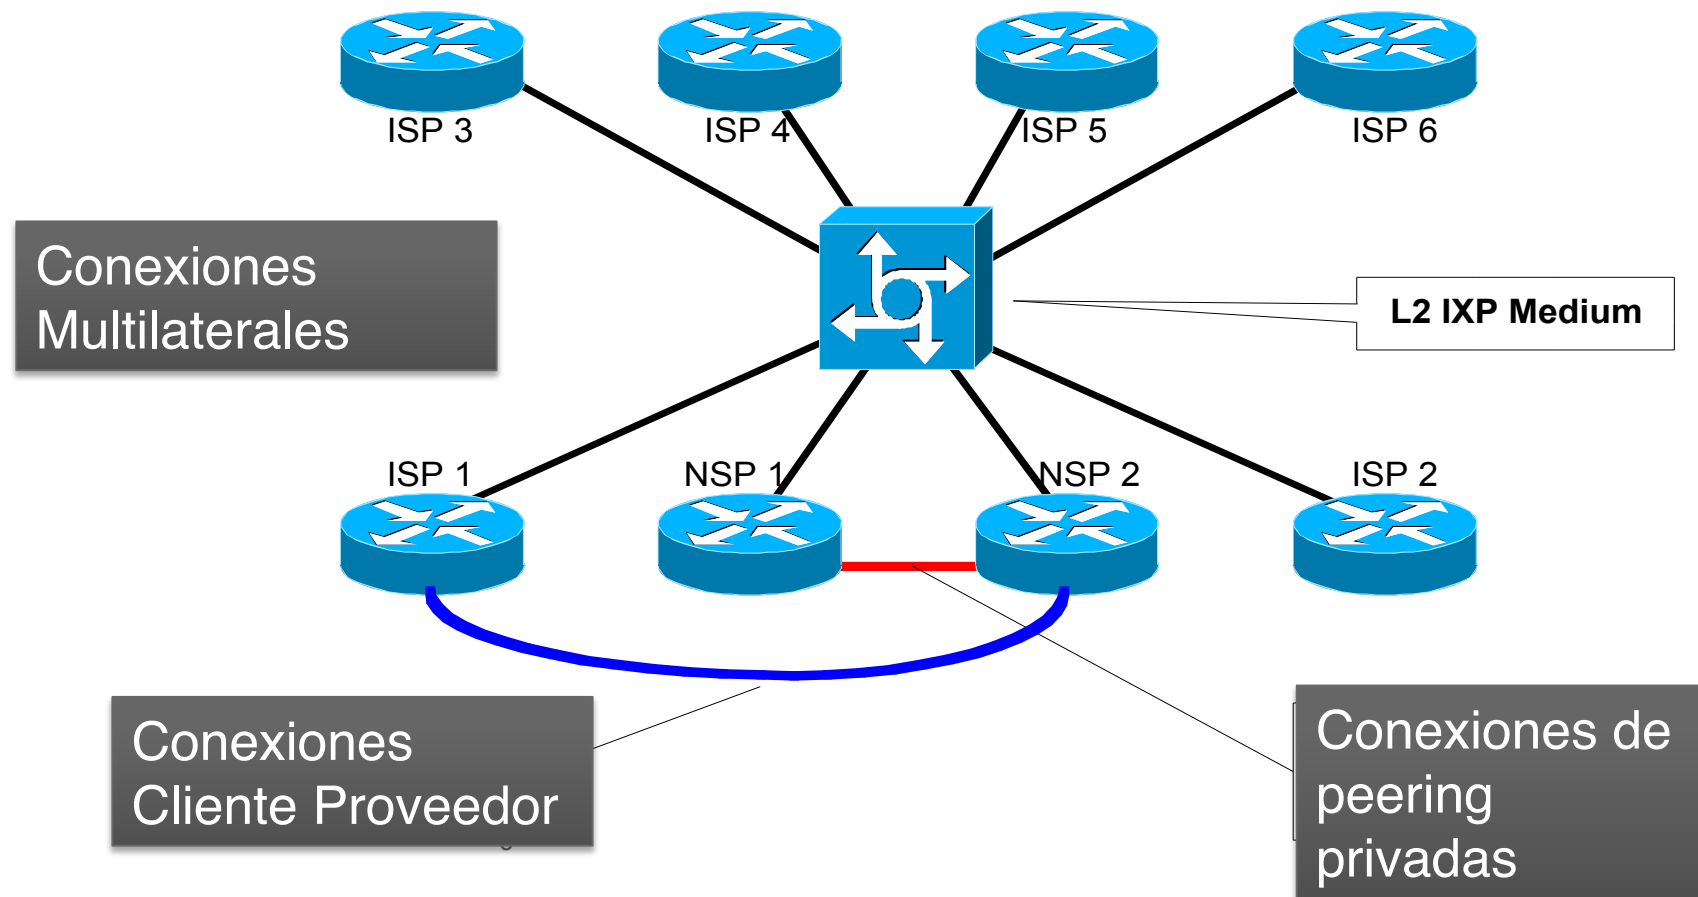 ISP 3
ISP 4
ISP 5
ISP 6
Conexiones
Multilaterales
L2 IXP Medium
ISP 1
NSP 1
NSP 2
ISP 2
Conexiones
Cliente Proveedor
Conexiones de
peering
privadas